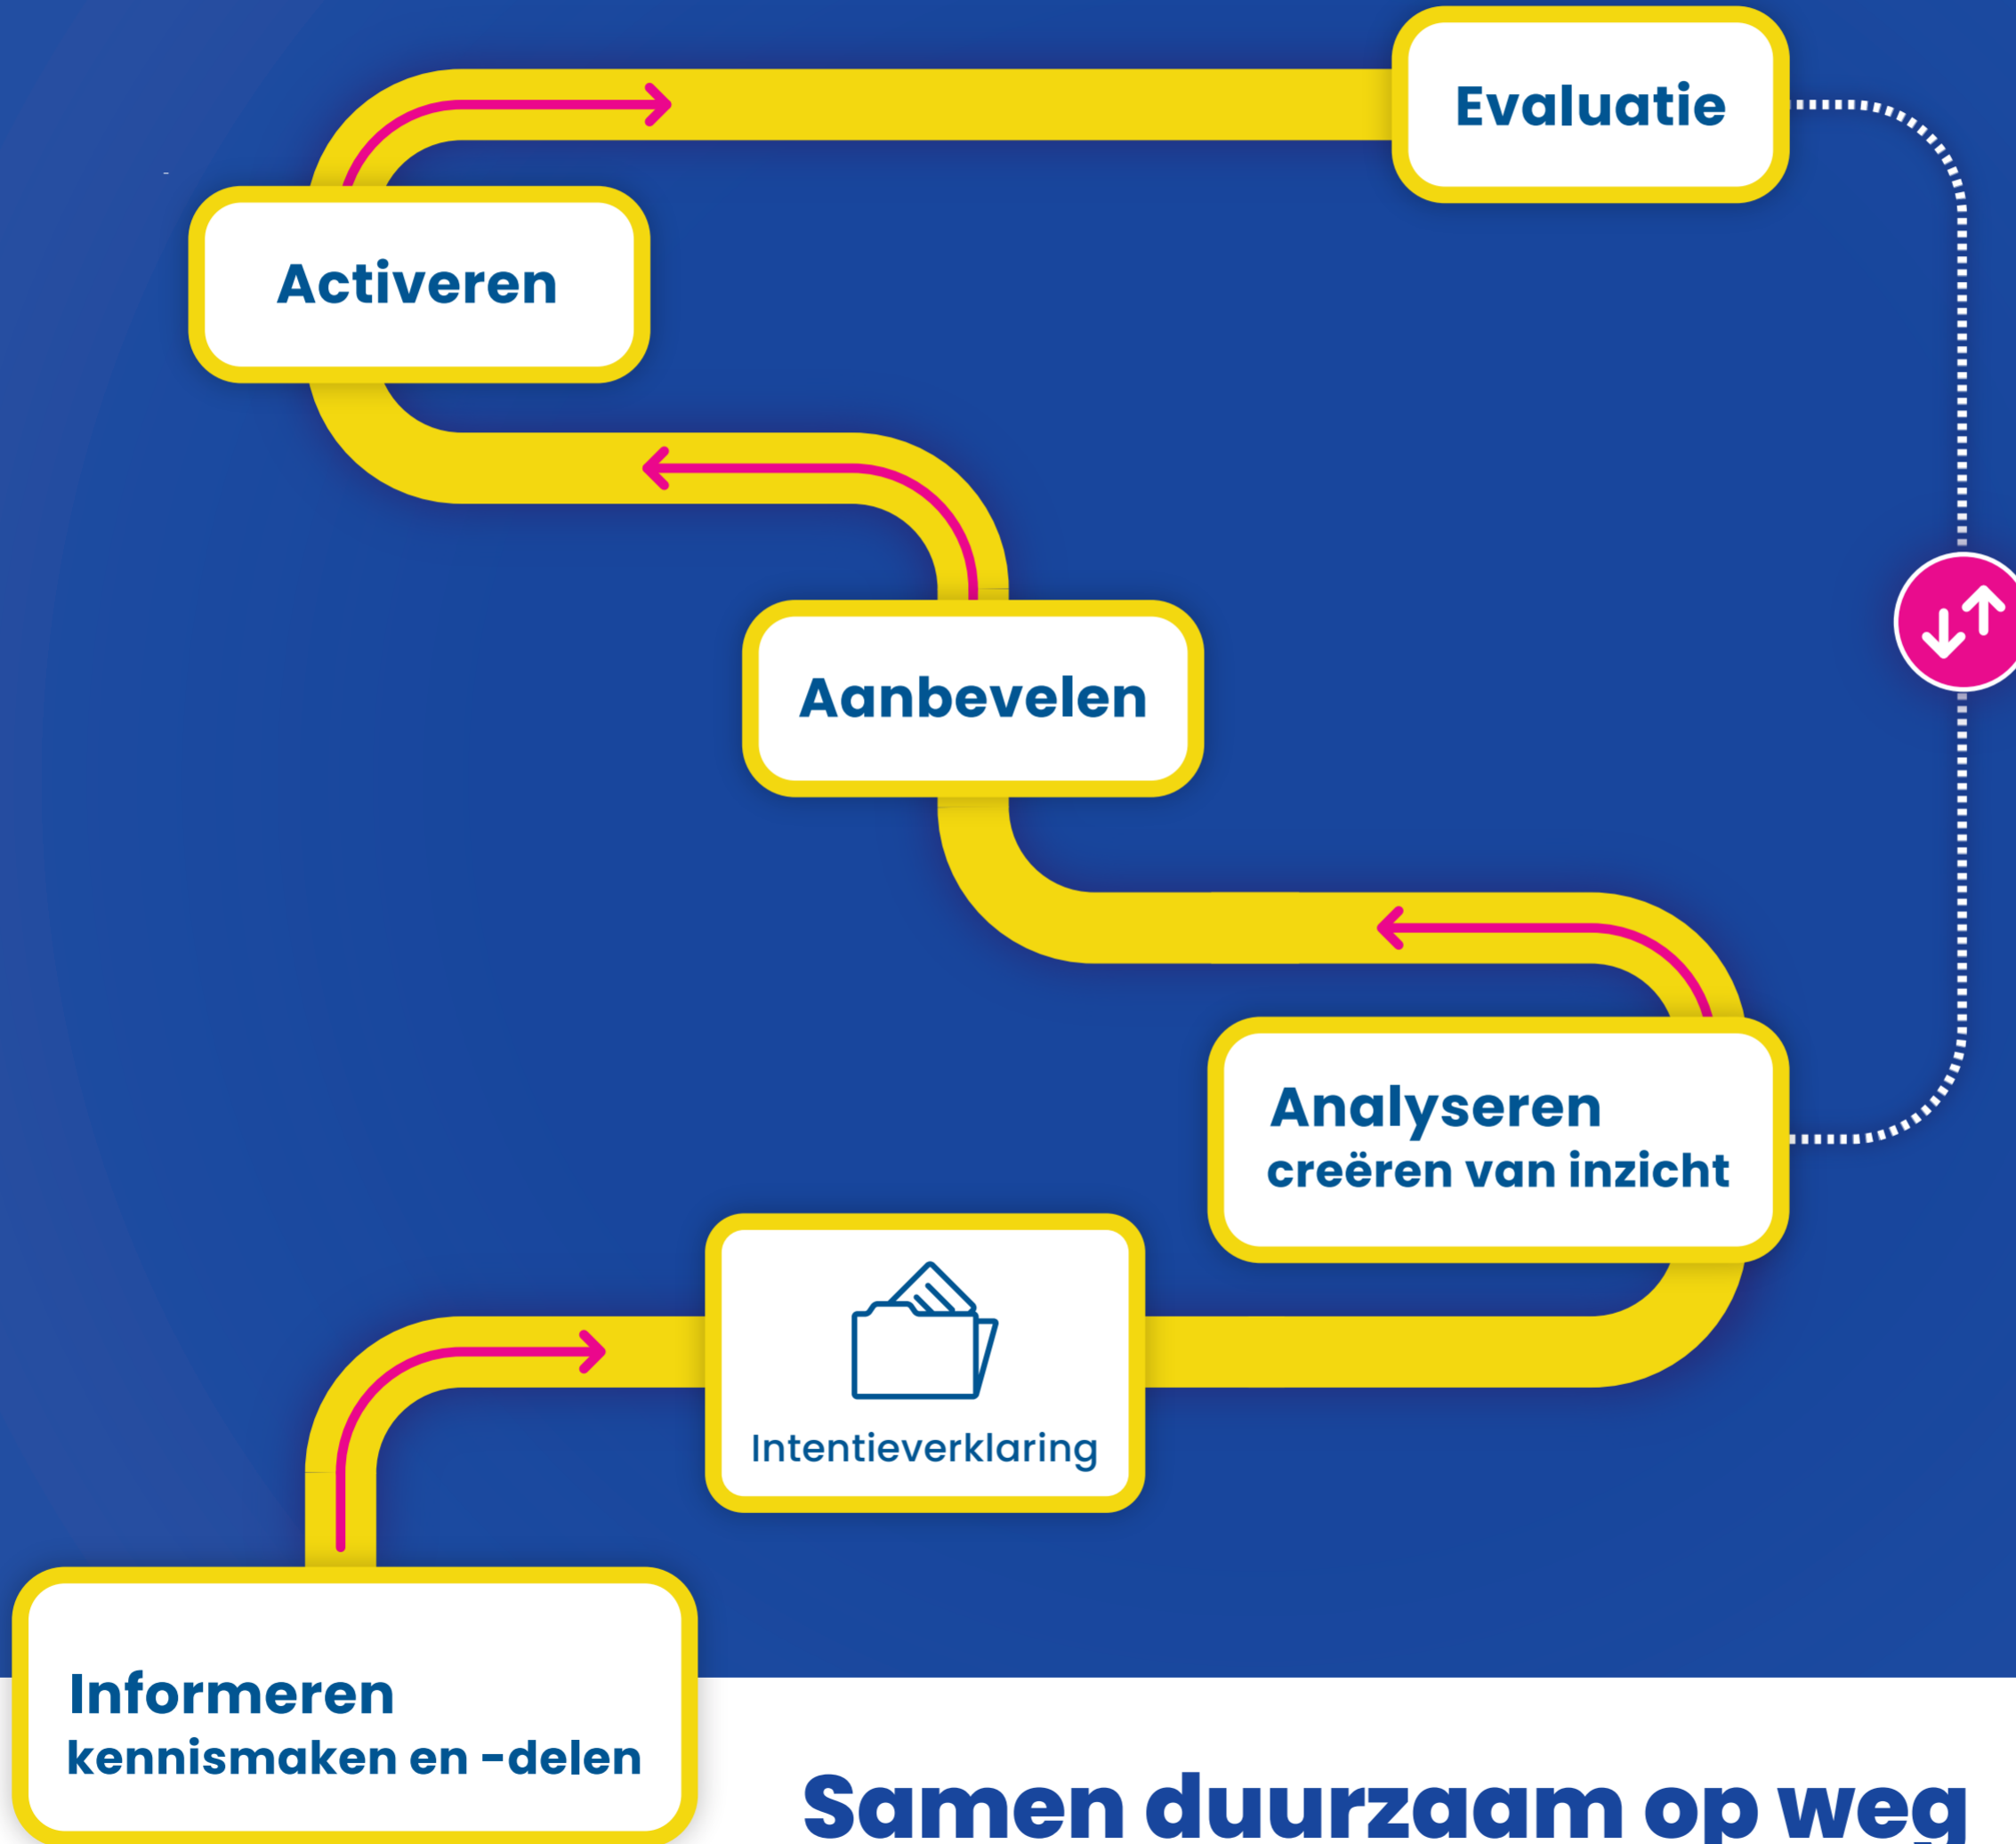 Evaluatie
Activeren
Aanbevelen
Analyseren
creëren van inzicht
Intentieverklaring
Informeren
kennismaken en -delen
Samen duurzaam op weg